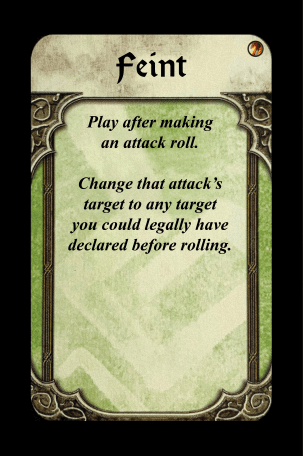 Feint
Play after making
an attack roll.
Change that attack's
target to any target
you could legally have
declared before rolling.